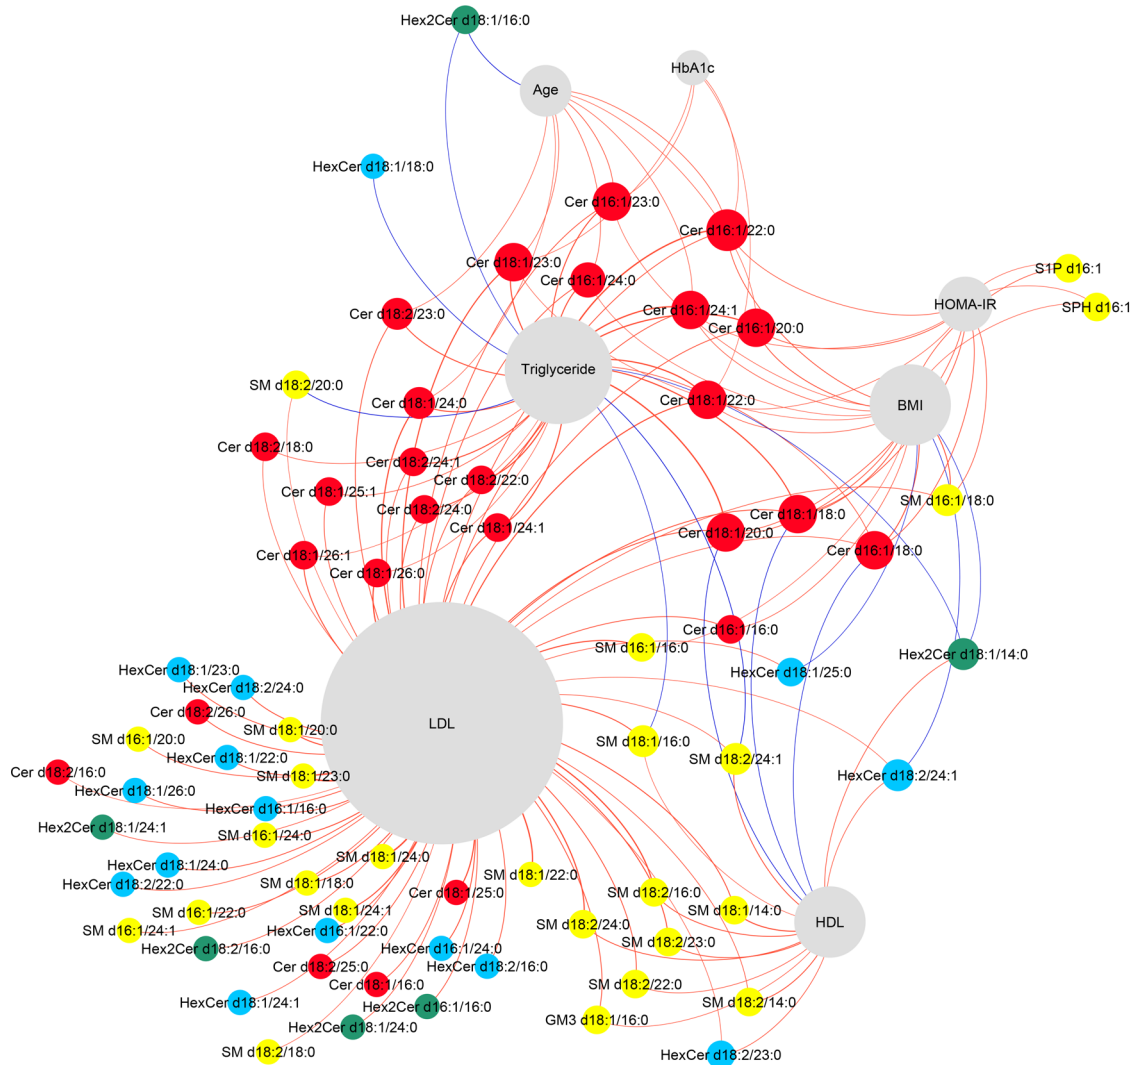 Hex2Cer d18:1/16:0
HbA1c
Age
HexCer d18:1/18:0
Cer d16:1/23:0
Cer d16:1/22:0
Cer d18:1/23:0
S1P d16:1
Cer d16:1/24:0
HOMA-IR
SPH d16:1
Cer d16:1/24:1
Cer d18:2/23:0
Cer d16:1/20:0
Triglyceride
SM d18:2/20:0
Cer d18:1/22:0
Cer d18:1/24:0
BMI
Cer d18:2/18:0
Cer d18:2/24:1
Cer d18:2/22:0
Cer d18:1/25:1
SM d16:1/18:0
Cer d18:2/24:0
Cer d18:1/18:0
Cer d18:1/24:1
Cer d18:1/20:0
Cer d16:1/18:0
Cer d18:1/26:1
Cer d18:1/26:0
Cer d16:1/16:0
SM d16:1/16:0
Hex2Cer d18:1/14:0
HexCer d18:1/23:0
HexCer d18:1/25:0
HexCer d18:2/24:0
Cer d18:2/26:0
LDL
SM d18:1/20:0
SM d16:1/20:0
SM d18:1/16:0
HexCer d18:1/22:0
SM d18:2/24:1
Cer d18:2/16:0
SM d18:1/23:0
HexCer d18:2/24:1
HexCer d18:1/26:0
HexCer d16:1/16:0
Hex2Cer d18:1/24:1
SM d16:1/24:0
SM d18:1/24:0
HexCer d18:1/24:0
SM d18:1/22:0
HexCer d18:2/22:0
SM d18:1/18:0
Cer d18:1/25:0
SM d18:2/16:0
SM d18:1/14:0
SM d16:1/22:0
SM d18:1/24:1
SM d18:2/24:0
HDL
SM d16:1/24:1
HexCer d16:1/22:0
SM d18:2/23:0
Hex2Cer d18:2/16:0
HexCer d16:1/24:0
Cer d18:2/25:0
HexCer d18:2/16:0
Cer d18:1/16:0
SM d18:2/22:0
HexCer d18:1/24:1
SM d18:2/14:0
Hex2Cer d16:1/16:0
GM3 d18:1/16:0
Hex2Cer d18:1/24:0
SM d18:2/18:0
HexCer d18:2/23:0